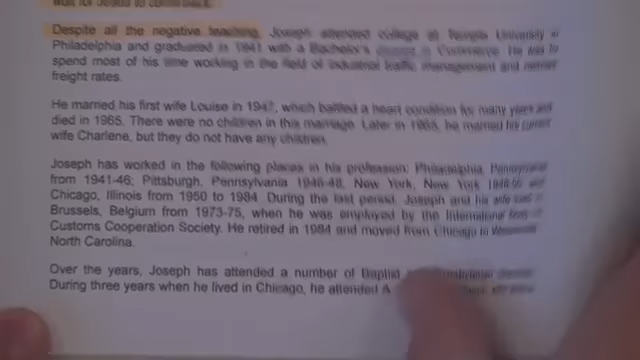 Despite all the negative teaching, Joseph attended college at Temple University in
Philadelphia and graduated in 1941 with a Bachelor's degree in Commerce. He was to
spend most of his time working in the field of industrial traffic management and
freight rates.
He married his first wife Louise in 1947, which battled a heart condition for many years and
died in 1965. There were no children in this marriage. Later in 1965, he married his current
wife Charlene, but they do not have any children.
Joseph has worked in the following places in his profession: Philadelphia, Pennsylvania
from 1941-46; Pittsburgh, Pennsylvania 1946-48, New York, New York and
Chicago, Illinois from 1950 to 1984. During the last period, Joseph and his wife
Brussels, Belgium from 1973-75, when he was employed by the International
Customs Cooperation Society. He retired in 1984 and moved from Chicago to
North Carolina.
Over the years, Joseph has attended a number of Baptist
During three years when he lived in Chicago, he attended